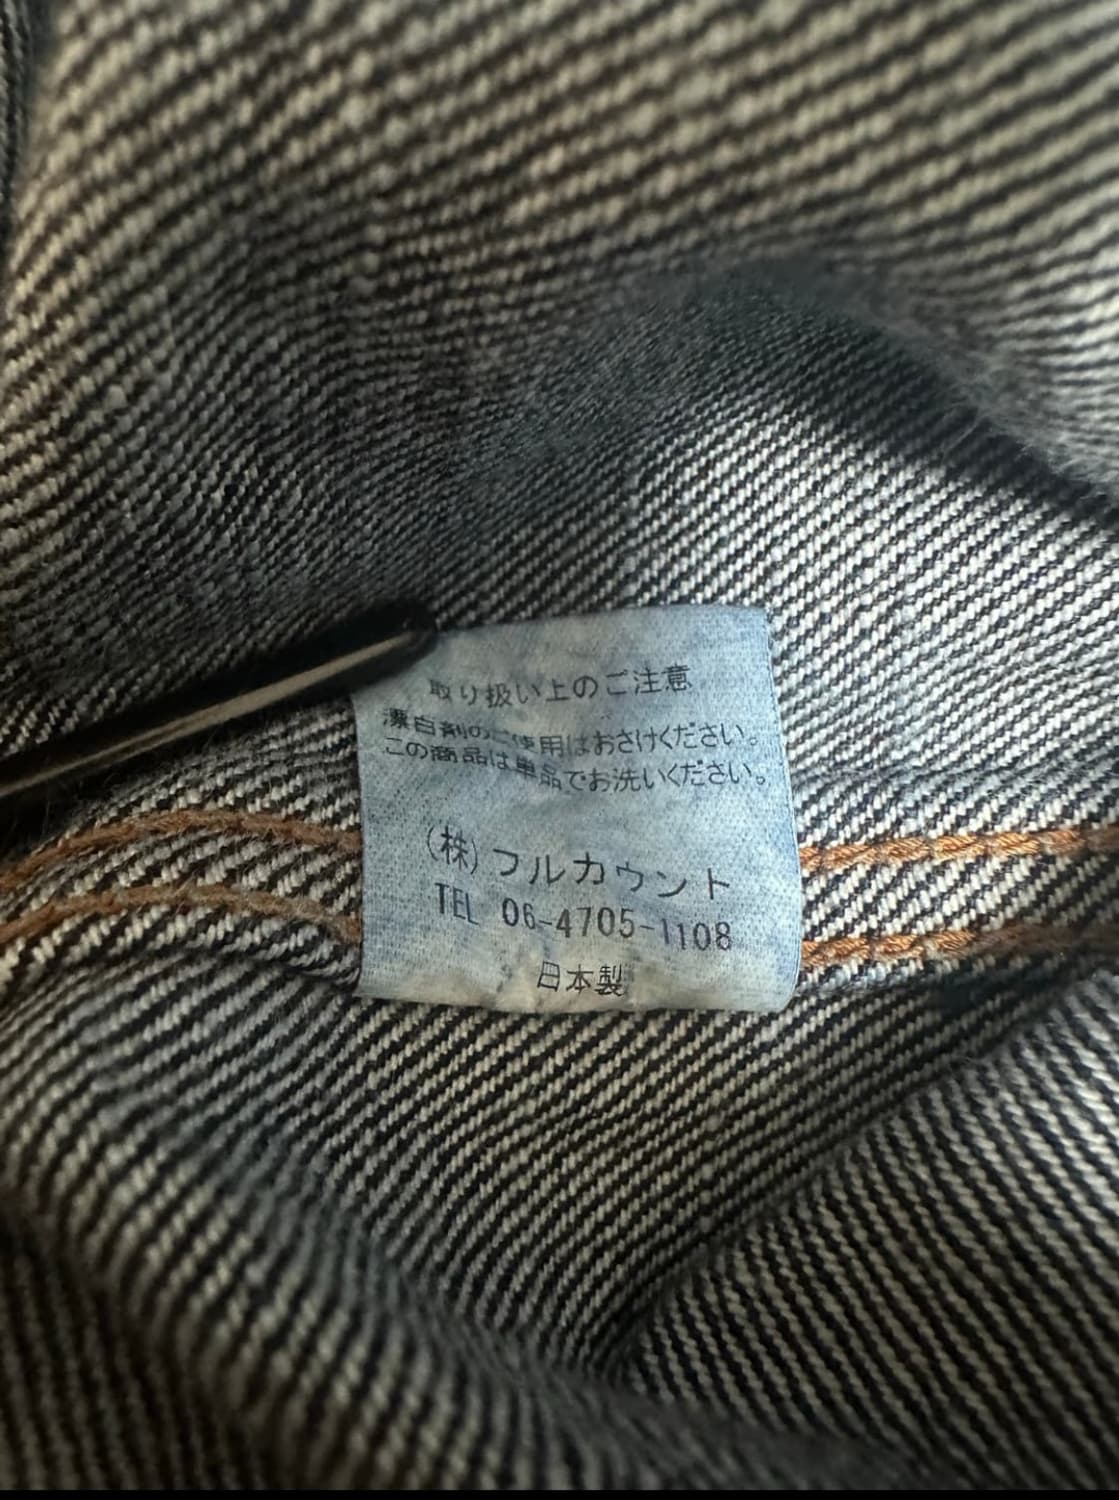 取り扱い上のご注意
漂白剤のご使用はおさけください。
この商品は単品でお洗いください。
(株)フルカウント
TEL 06-4705-1108
日本製